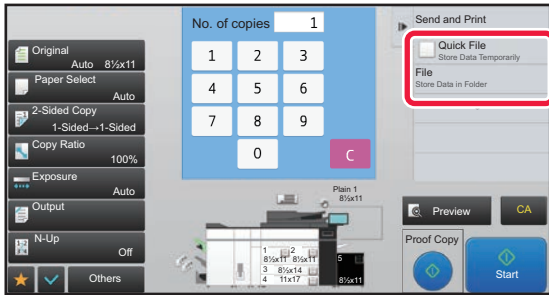 No. of copies 1
Send and Print
Quick File
Store Data Temporarily
File
Store Data in Folder
Original
Auto 8½x11
Paper Select
Auto
2-Sided Copy
1-Sided→1-Sided
Copy Ratio
100%
Exposure
Auto
Output
N-Up
Off
Others
1 2 3
4 5 6
7 8 9
0 C
Plain 1
8½x11
1 2
8½x11 8½x11
3 8½x14
4 11x17
5
8½x11
Preview
CA
Proof Copy
Start